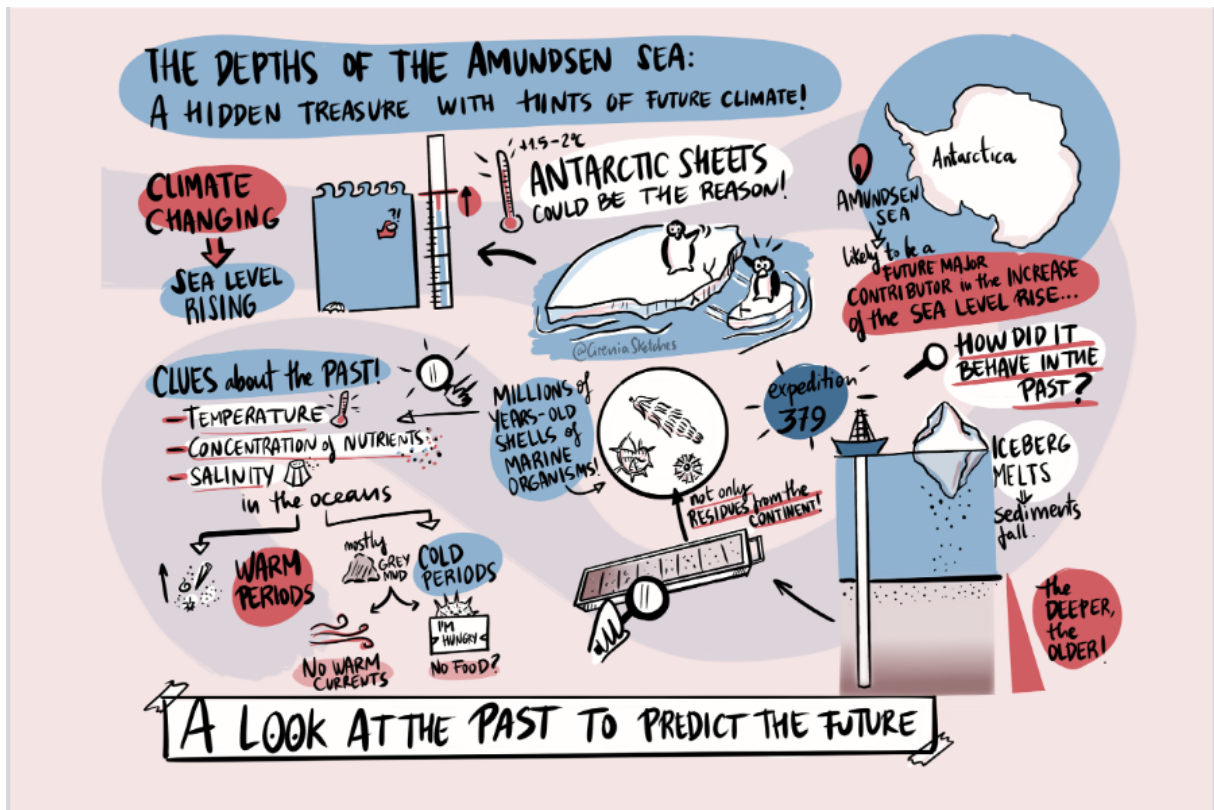 THE DEPTHS OF THE AMUNDSEN SEA:
A HIDDEN TREASURE WITH HINTS OF FUTURE CLIMATE!
CLIMATE
CHANGING
SEA LEVEL
RISING
?!
+1.5-2°C
ANTARCTIC SHEETS
COULD BE THE REASON!
@GreniaSketches
Antarctica
AMUNDSEN
SEA
likely to be a
FUTURE MAJOR
CONTRIBUTOR in the INCREASE
of the SEA LEVEL RISE...
HOW DID IT
BEHAVE IN THE
PAST?
ICEBERG
MELTS
sediments
fall
the
DEEPER,
the
OLDER!
expedition
379
not only
RESIDUES from the
CONTINENT!
MILLIONS of
YEARS-OLD
SHELLS of
MARINE
ORGANISMS!
CLUES about the PAST!
- TEMPERATURE
- CONCENTRATION of NUTRIENTS
- SALINITY
in the oceans
WARM
PERIODS
mostly
GREY
MUD
COLD
PERIODS
NO WARM
CURRENTS
I'M
HUNGRY
NO FOOD?
A LOOK AT THE PAST TO PREDICT THE FUTURE